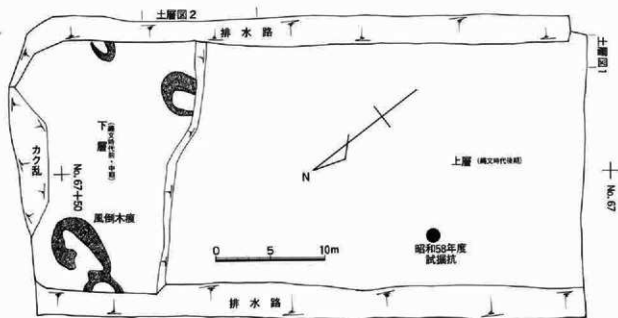 土層図2
排水路
土層図1
下層
(縄文時代前・中期)
カク乱
No.67+50
風倒木痕
N
上層 (縄文時代後期)
No.67
0 5 10m
昭和58年度
試掘抗
排水路